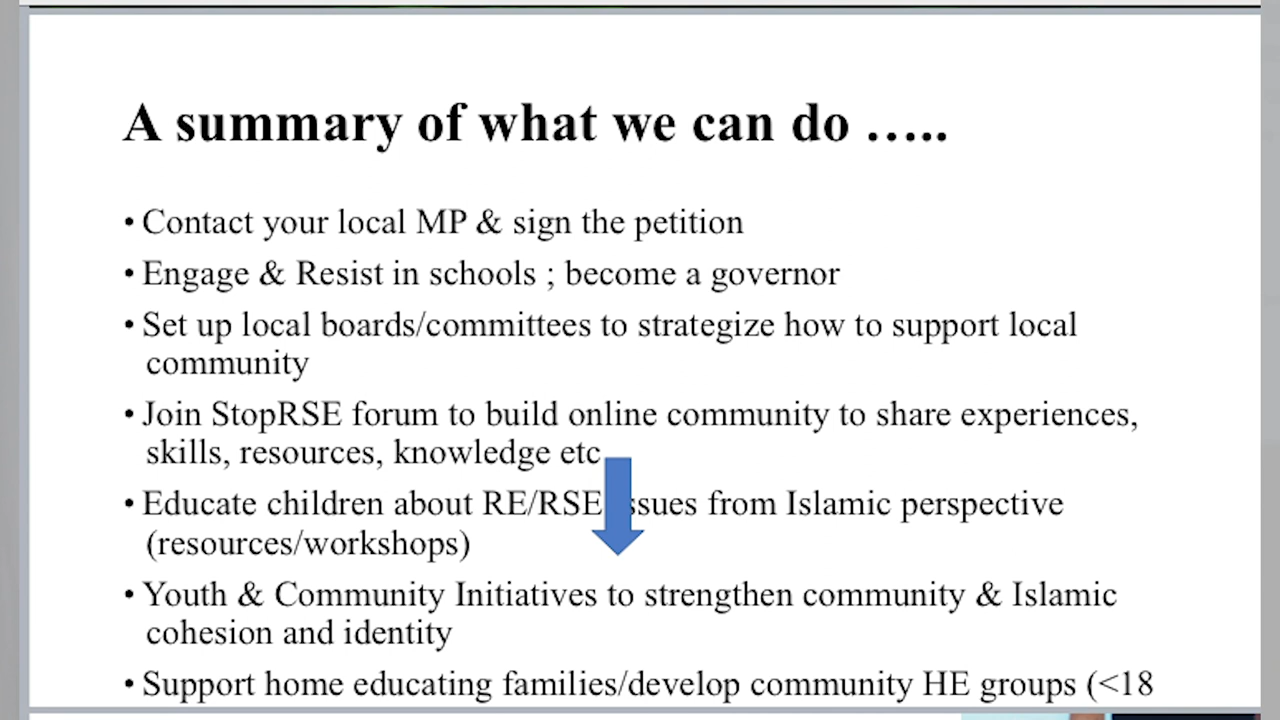 A summary of what we can do …..
• Contact your local MP & sign the petition
• Engage & Resist in schools ; become a governor
• Set up local boards/committees to strategize how to support local
community
• Join StopRSE forum to build online community to share experiences,
skills, resources, knowledge etc
• Educate children about RE/RSE ssues from Islamic perspective
(resources/workshops)
• Youth & Community Initiatives to strengthen community & Islamic
cohesion and identity
• Support home educating families/develop community HE groups (<18